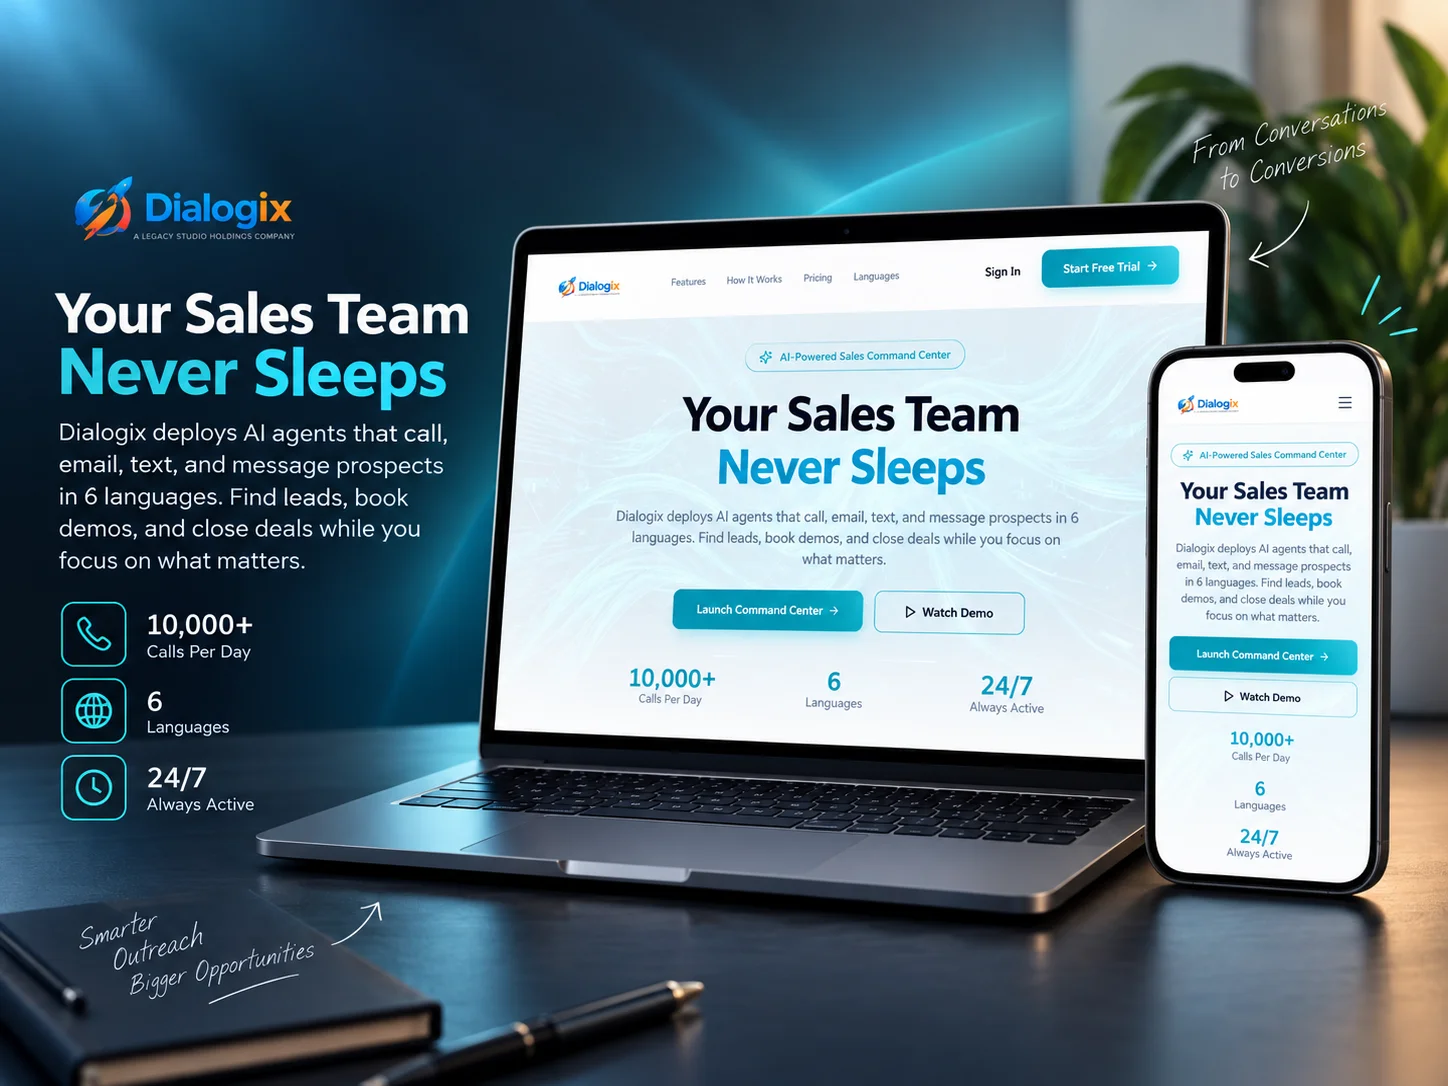 Dialogix
A LEGACY STUDIO HOLDINGS COMPANY
Your Sales Team
Never Sleeps
Dialogix deploys AI agents that call,
email, text, and message prospects
in 6 languages. Find leads, book
demos, and close deals while you
focus on what matters.
10,000+
Calls Per Day
6
Languages
24/7
Always Active
Smarter
Outreach
Bigger Opportunities
From Conversations
to Conversions
Dialogix
Features
How It Works
Pricing
Languages
Sign In
Start Free Trial →
AI-Powered Sales Command Center
Your Sales Team
Never Sleeps
Dialogix deploys AI agents that call, email, text, and message prospects in 6
languages. Find leads, book demos, and close deals while you focus on
what matters.
Launch Command Center →
Watch Demo
10,000+
Calls Per Day
6
Languages
24/7
Always Active
Dialogix
AI-Powered Sales Command Center
Your Sales Team
Never Sleeps
Dialogix deploys AI agents that call,
email, text, and message prospects
in 6 languages. Find leads, book
demos, and close deals while you
focus on what matters.
Launch Command Center →
Watch Demo
10,000+
Calls Per Day
6
Languages
24/7
Always Active